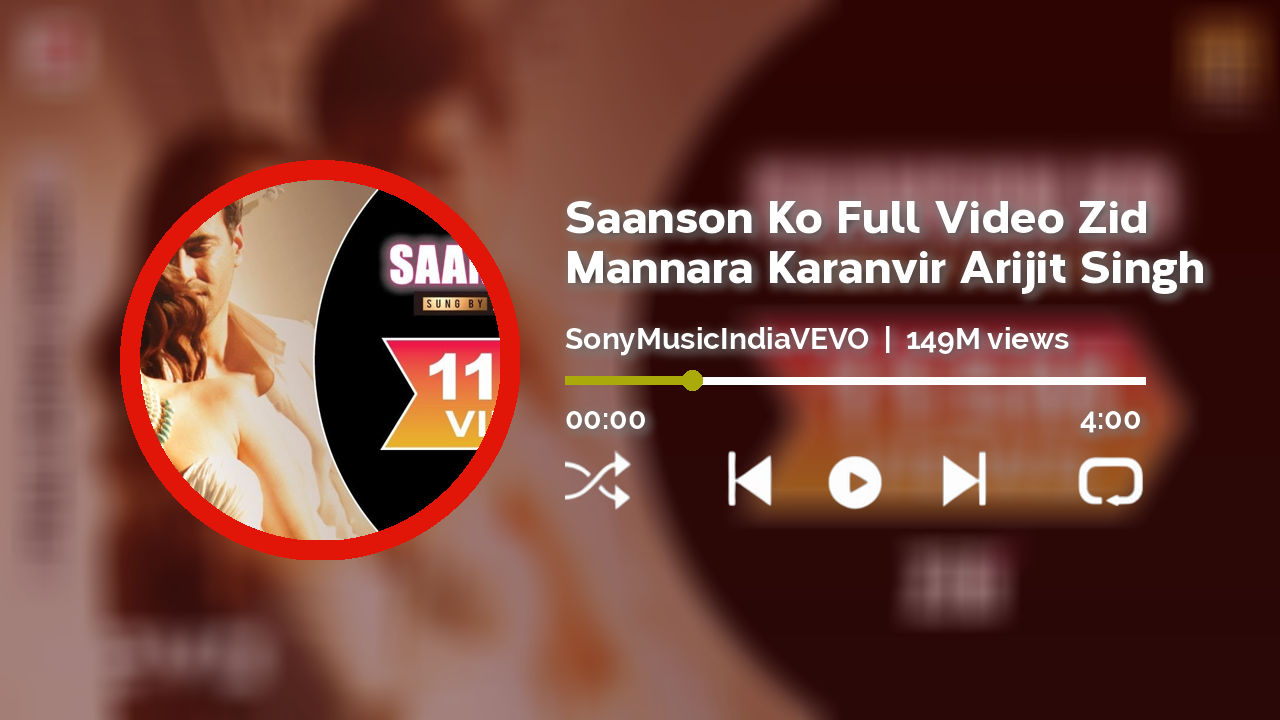 SAA
SUNG BY
11
VI
Saanson Ko Full Video Zid
Mannara Karanvir Arijit Singh
SonyMusicIndiaVEVO | 149M views
00:00
4:00